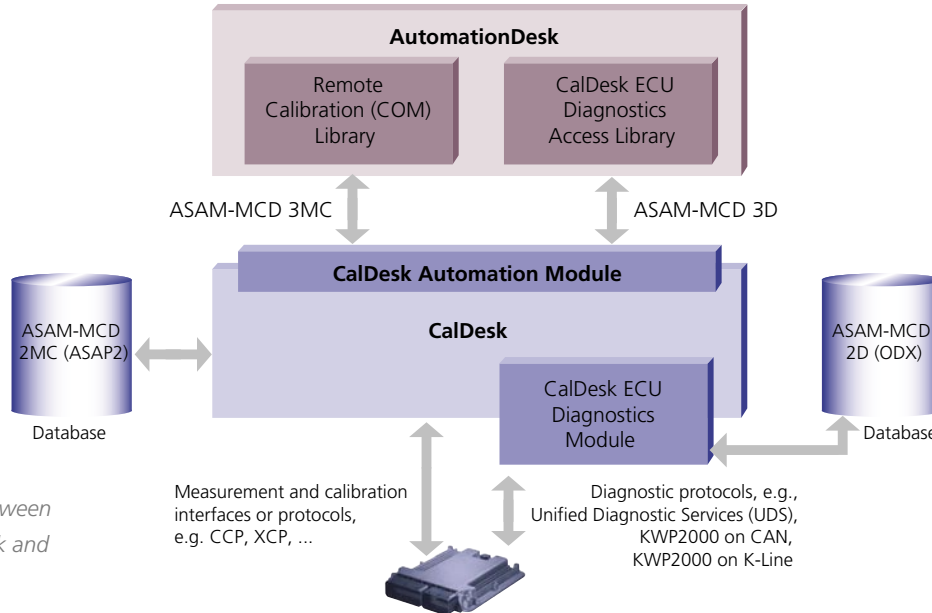 AutomationDesk
Remote
Calibration (COM)
Library
CalDesk ECU
Diagnostics
Access Library
ASAM-MCD 3MC
ASAM-MCD 3D
CalDesk Automation Module
CalDesk
ASAM-MCD
2MC (ASAP2)
Database
CalDesk ECU
Diagnostics
Module
ASAM-MCD
2D (ODX)
Database
Measurement and calibration
interfaces or protocols,
e.g. CCP, XCP, ...
Diagnostic protocols, e.g.,
Unified Diagnostic Services (UDS),
KWP2000 on CAN,
KWP2000 on K-Line
ween
k and